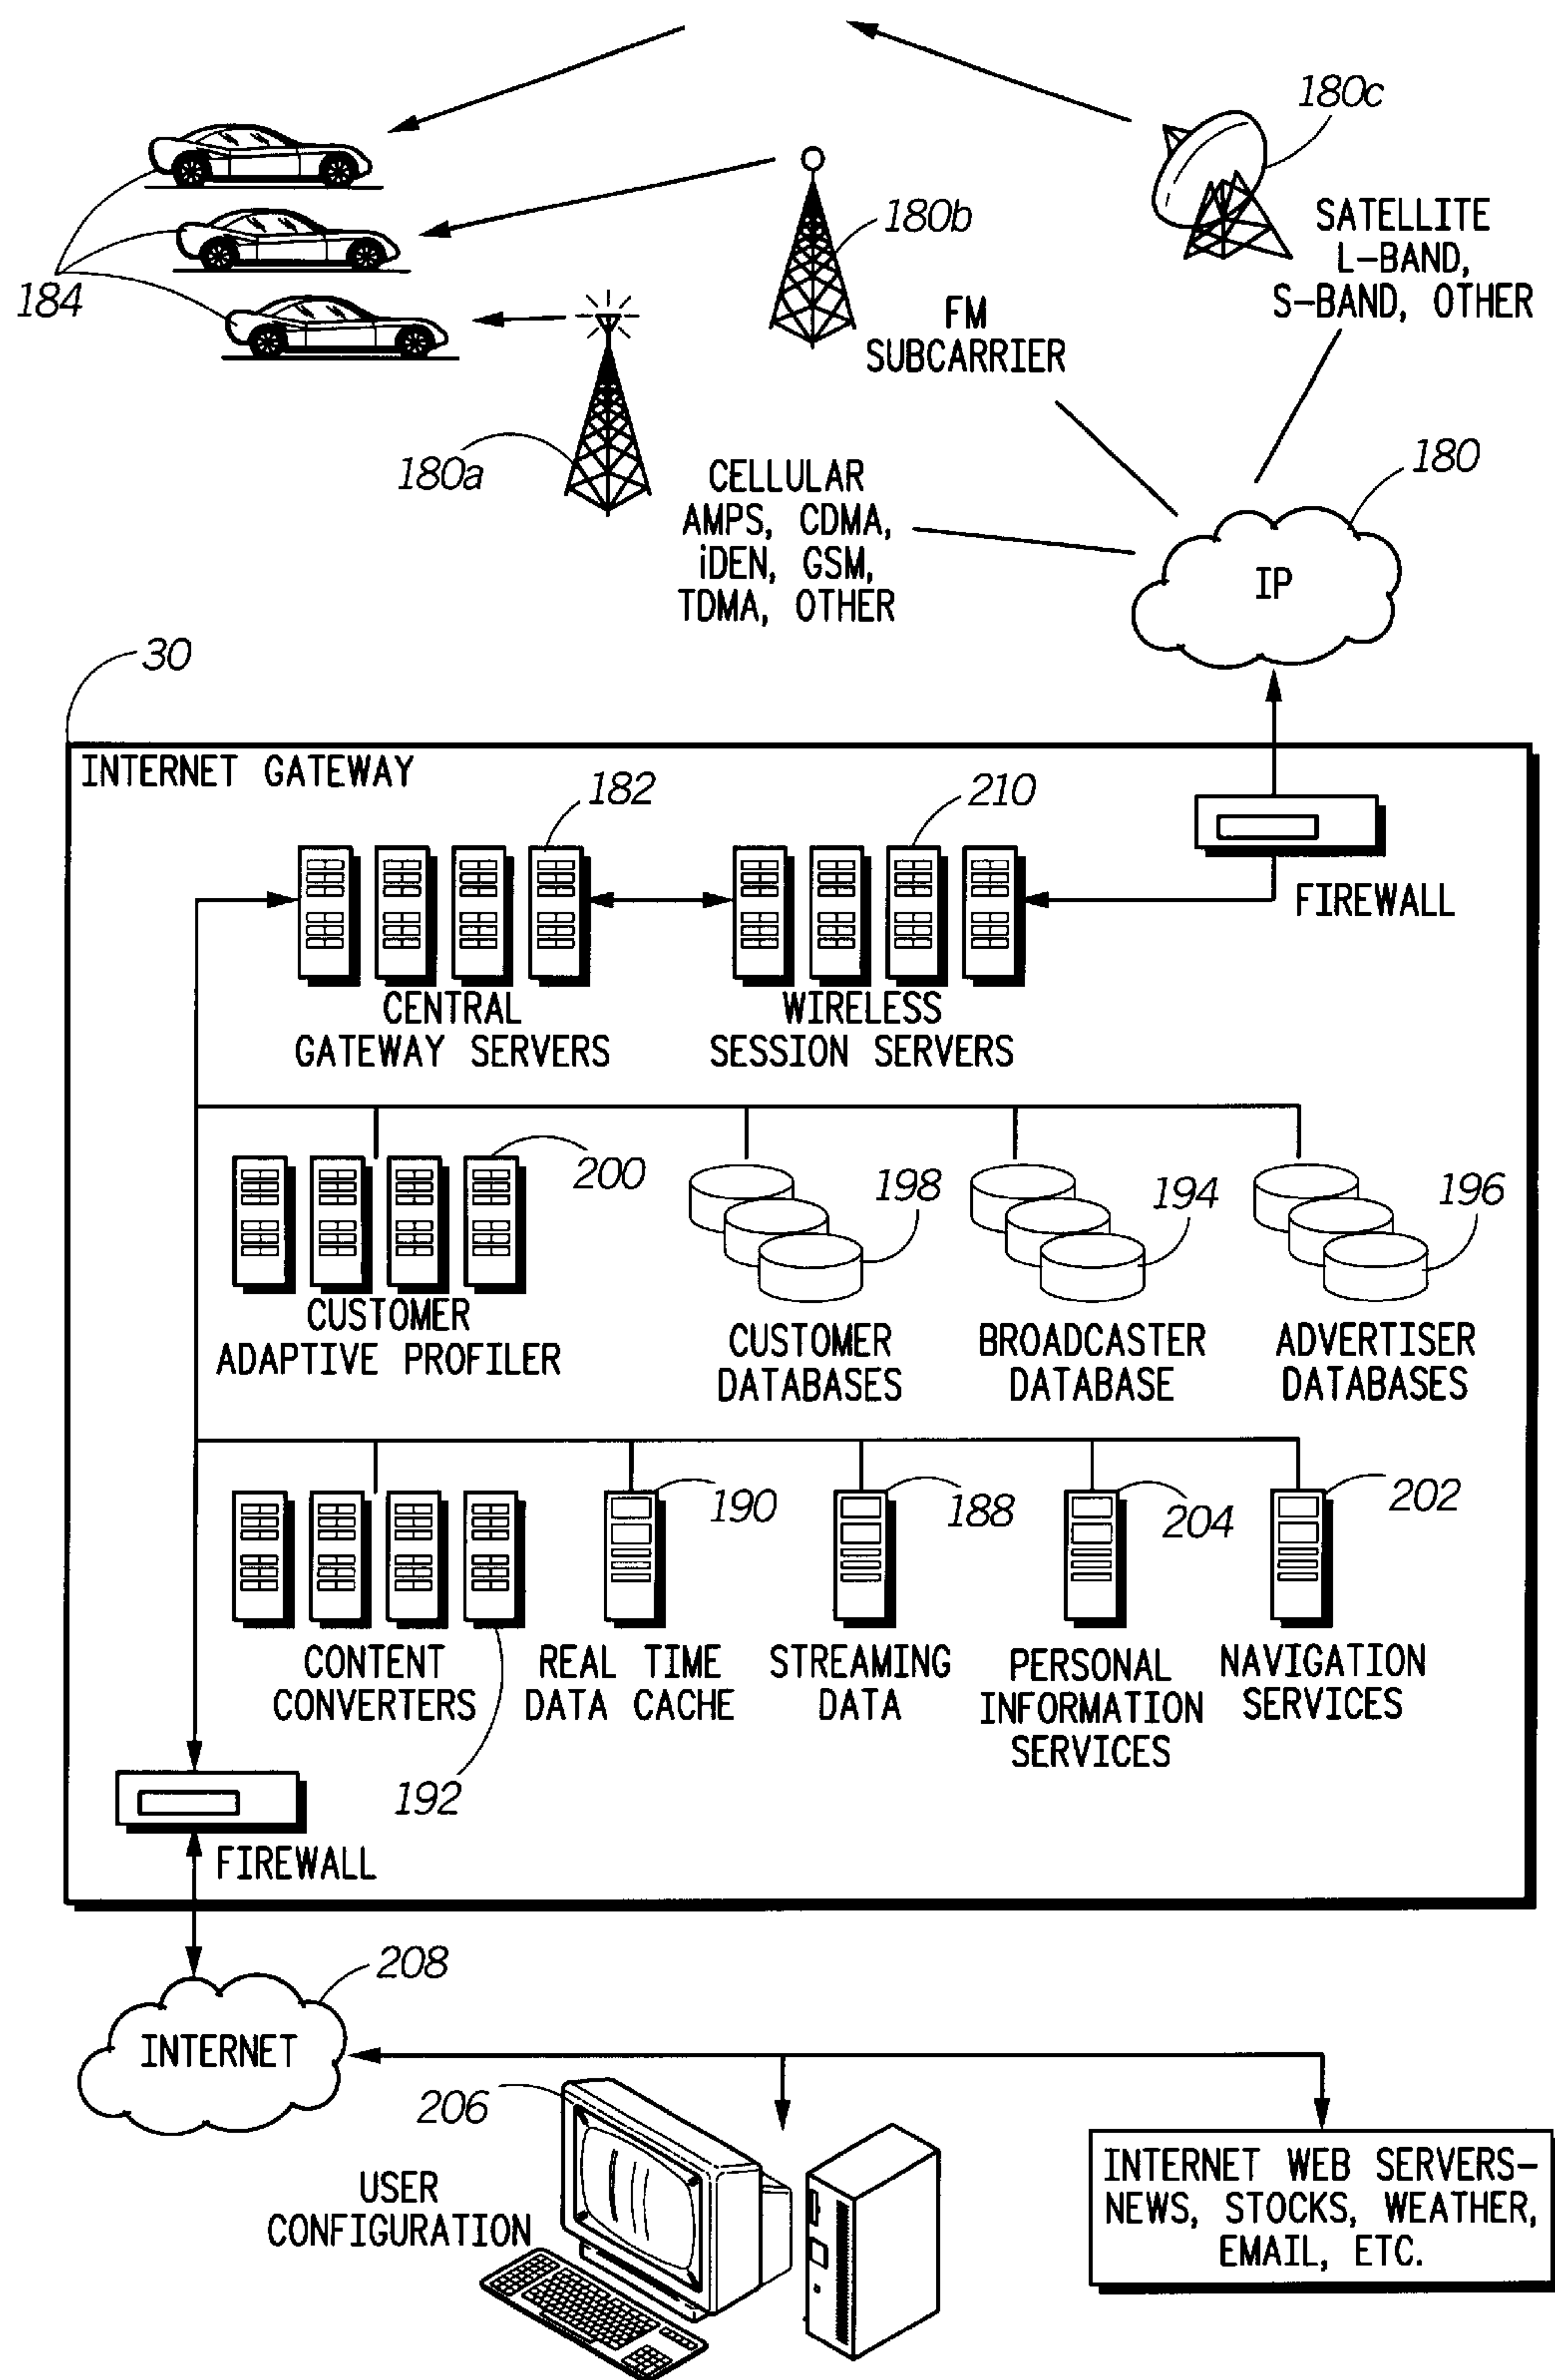 180c
180b
SATELLITE
L-BAND,
S-BAND, OTHER
184
FM
SUBCARRIER
180a
CELLULAR
AMPS, CDMA,
iDEN, GSM,
TDMA, OTHER
180
IP
30
INTERNET GATEWAY
182
210
FIREWALL
CENTRAL
GATEWAY SERVERS
WIRELESS
SESSION SERVERS
200
198
194
196
CUSTOMER
ADAPTIVE PROFILER
CUSTOMER
DATABASES
BROADCASTER
DATABASE
ADVERTISER
DATABASES
190
188
204
202
CONTENT
CONVERTERS
REAL TIME
DATA CACHE
STREAMING
DATA
PERSONAL
INFORMATION
SERVICES
NAVIGATION
SERVICES
192
FIREWALL
208
INTERNET
206
USER
CONFIGURATION
INTERNET WEB SERVERS-
NEWS, STOCKS, WEATHER,
EMAIL, ETC.